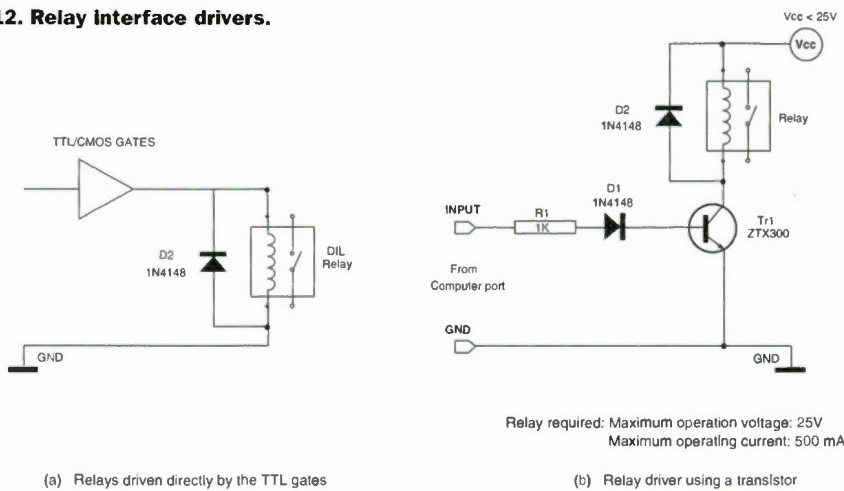 12. Relay interface drivers.
TTL/CMOS GATES
D2
1N4148
DIL
Relay
GND
(a) Relays driven directly by the TTL gates
Vcc < 25V
Vcc
D2
1N4148
Relay
D1
1N4148
INPUT
R1
1K
Tr1
ZTX300
From
Computer port
GND
GND
Relay required: Maximum operation voltage: 25V
Maximum operating current: 500 mA
(b) Relay driver using a transistor